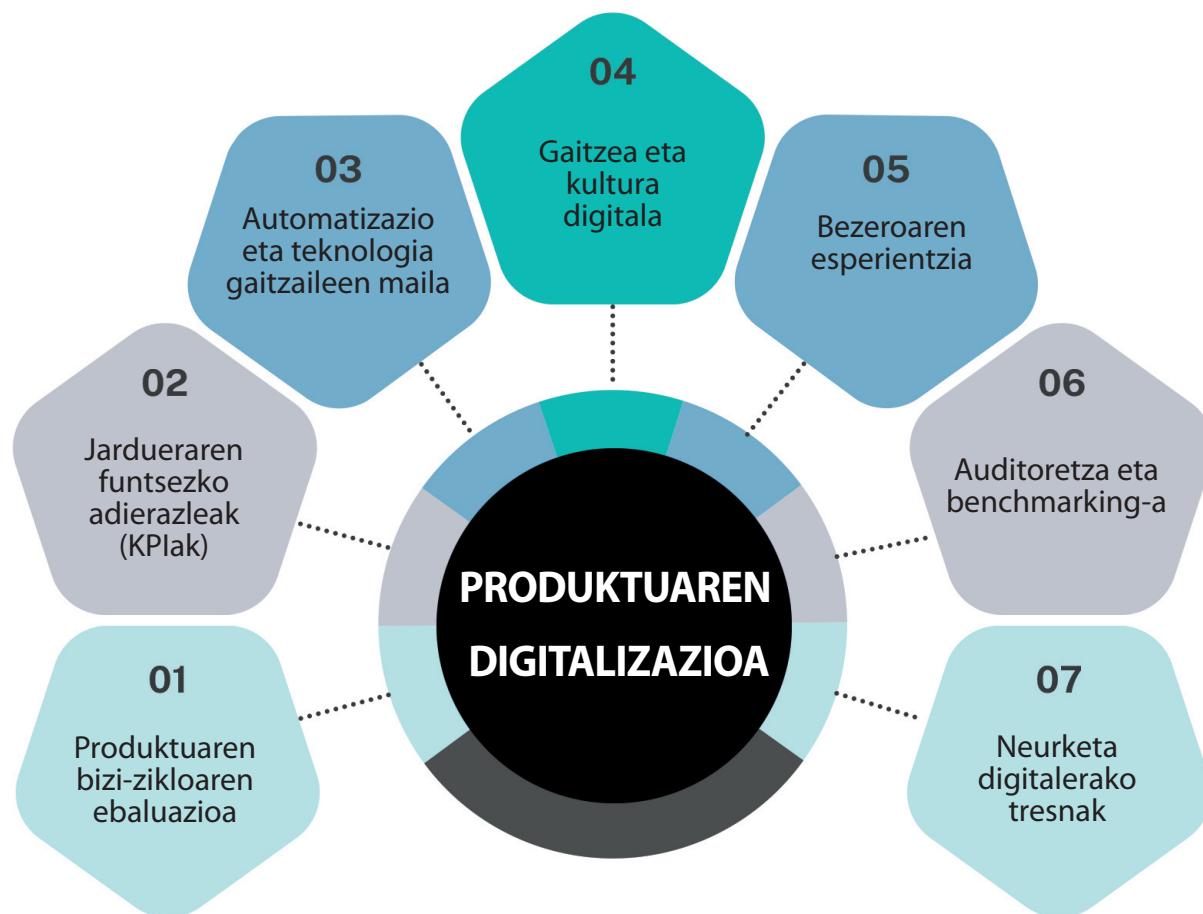 PRODUKTUAREN
DIGITALIZAZIOA
01
Produktuaren
bizi-zikloaren
ebaluazioa
02
Jardueraren
funtsezko
adierazleak
(KPIak)
03
Automatizazio
eta teknologia
gaitzaileen maila
04
Gaitzea eta
kultura
digitala
05
Bezeroaren
esperientzia
06
Auditoretza eta
benchmarking-a
07
Neurketa
digitalerako
tresnak